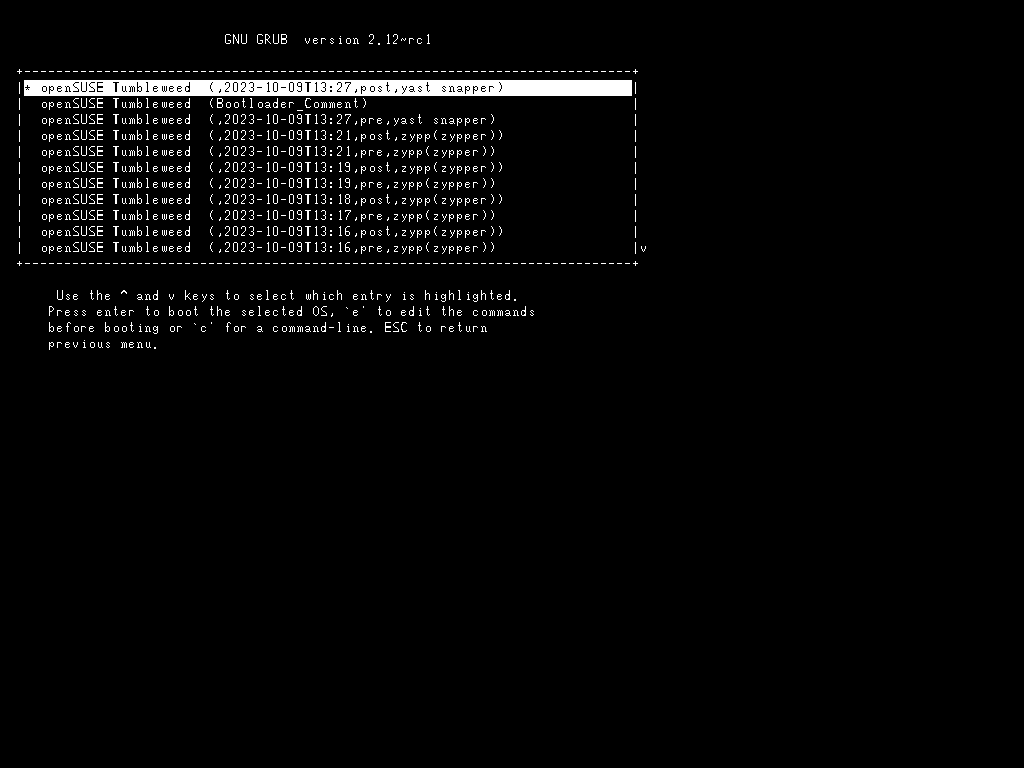 GNU GRUB  version 2.12~rc1
* openSUSE Tumbleweed  (,2023-10-09T13:27,post,yast snapper)
openSUSE Tumbleweed  (Bootloader_Comment)
openSUSE Tumbleweed  (,2023-10-09T13:27,pre,yast snapper)
openSUSE Tumbleweed  (,2023-10-09T13:21,post,zypp(zypper))
openSUSE Tumbleweed  (,2023-10-09T13:21,pre,zypp(zypper))
openSUSE Tumbleweed  (,2023-10-09T13:19,post,zypp(zypper))
openSUSE Tumbleweed  (,2023-10-09T13:19,pre,zypp(zypper))
openSUSE Tumbleweed  (,2023-10-09T13:18,post,zypp(zypper))
openSUSE Tumbleweed  (,2023-10-09T13:17,pre,zypp(zypper))
openSUSE Tumbleweed  (,2023-10-09T13:16,post,zypp(zypper))
openSUSE Tumbleweed  (,2023-10-09T13:16,pre,zypp(zypper)) v
Use the ^ and v keys to select which entry is highlighted.
Press enter to boot the selected OS, `e' to edit the commands
before booting or `c' for a command-line. ESC to return
previous menu.